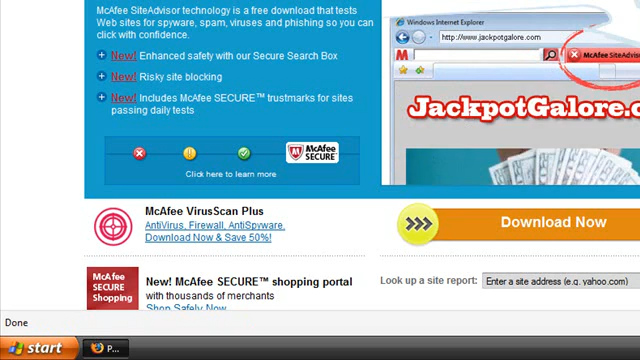 McAfee SiteAdvisor technology is a free download that tests
Web sites for spyware, spam, viruses and phishing so you can
click with confidence.
New! Enhanced safety with our Secure Search Box
New! Risky site blocking
New! Includes McAfee SECURE™ trustmarks for sites
passing daily tests
McAfee
SECURE
Click here to learn more
Windows Internet Explorer
http://www.jackpotgalore.com
McAfee SiteAdvisor
JackpotGalore.c
McAfee VirusScan Plus
AntiVirus, Firewall, AntiSpyware.
Download Now & Save 50%!
Download Now
McAfee
SECURE
Shopping
New! McAfee SECURE™ shopping portal
with thousands of merchants
Shop Safely Now
Look up a site report:
Enter a site address (e.g. yahoo.com)
Done
start
P...